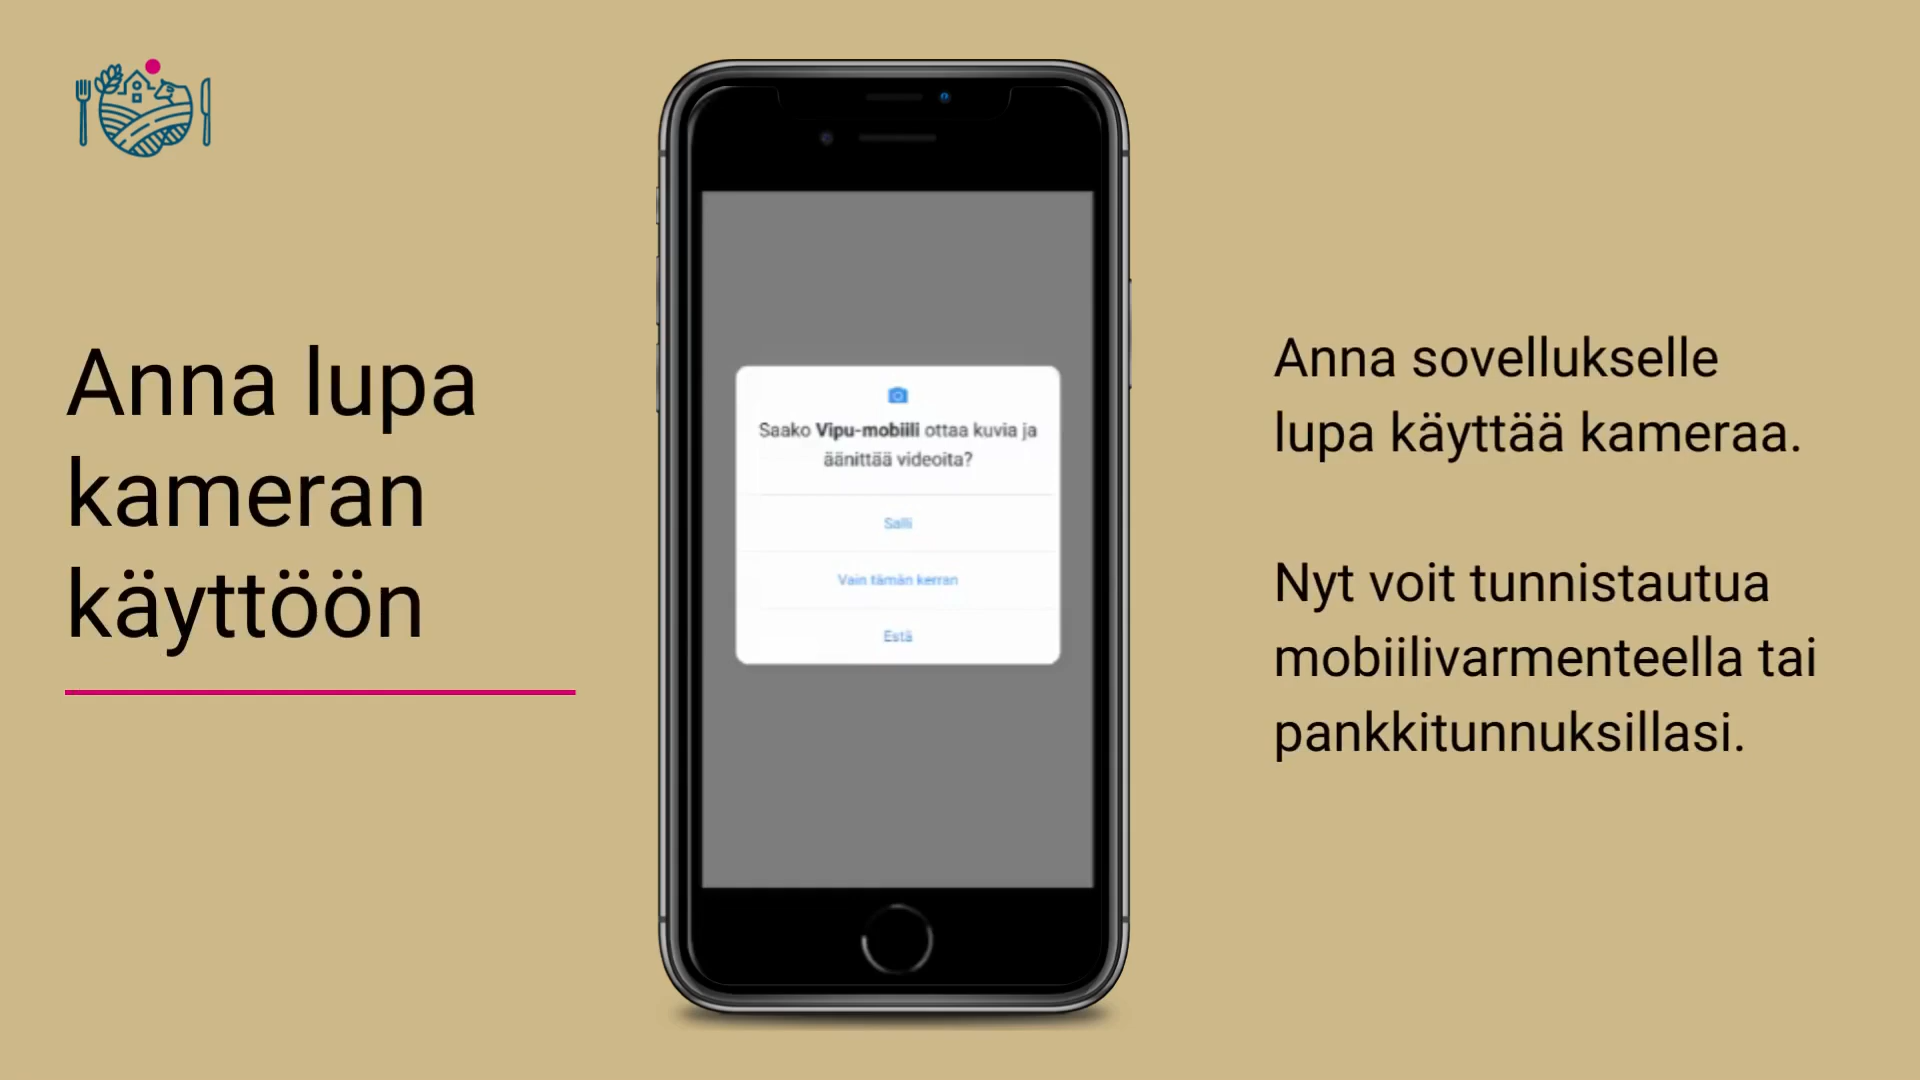 Anna lupa
kameran
käyttöön
Saako Vipu-mobiili ottaa kuvia ja
äänittää videoita?
Salli
Vain tämän kerran
Estä
Anna sovellukselle
lupa käyttää kameraa.
Nyt voit tunnistautua
mobiilivarmenteella tai
pankkitunnuksillasi.